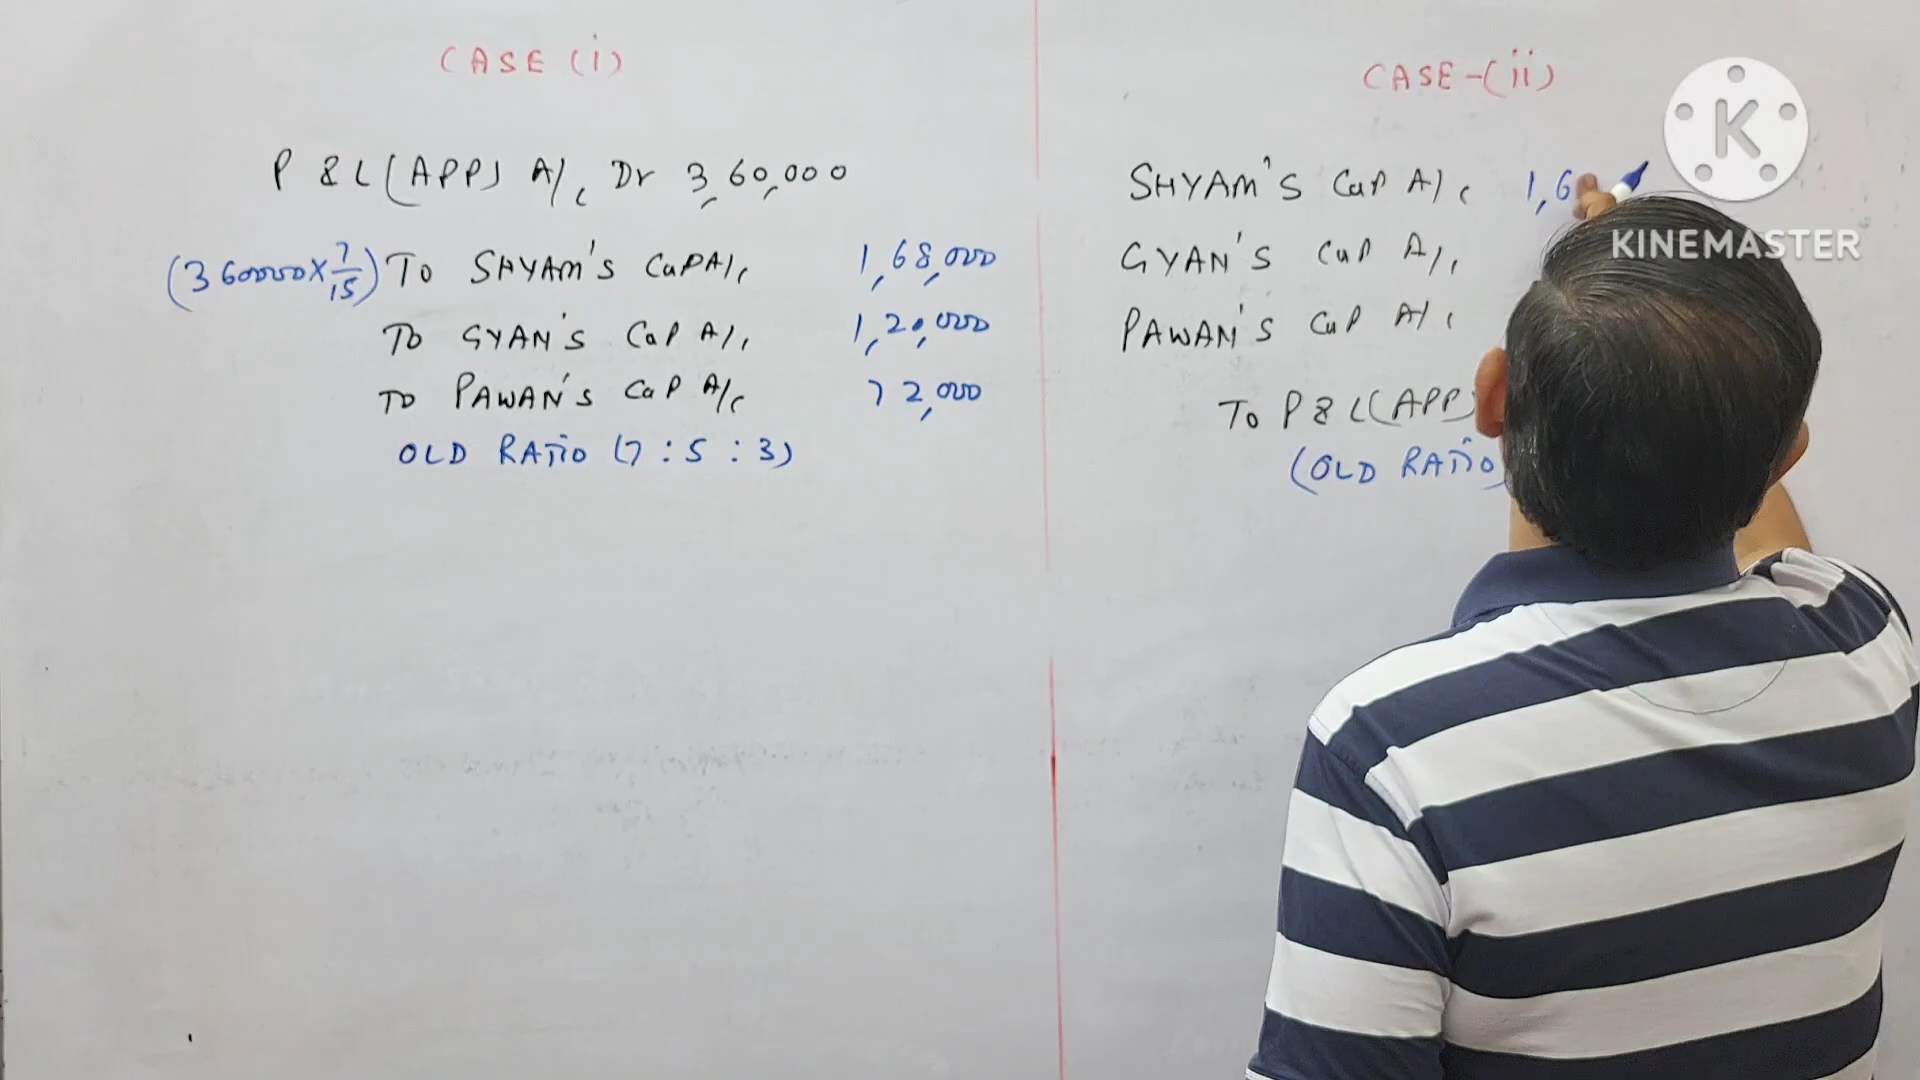 CASE (i)
P & L (APP) A/c Dr 3,60,000
(360000 × 7/15) To SHYAM'S CAP A/c 1,68,000
To GYAN'S CAP A/c 1,20,000
To PAWAN'S CAP A/c 72,000
OLD RATIO (7 : 5 : 3)
CASE-(ii)
SHYAM'S CAP A/c 1,6
GYAN'S CAP A/c
PAWAN'S CAP A/c
To P & L (APP)
(OLD RATIO)
K
KINEMASTER